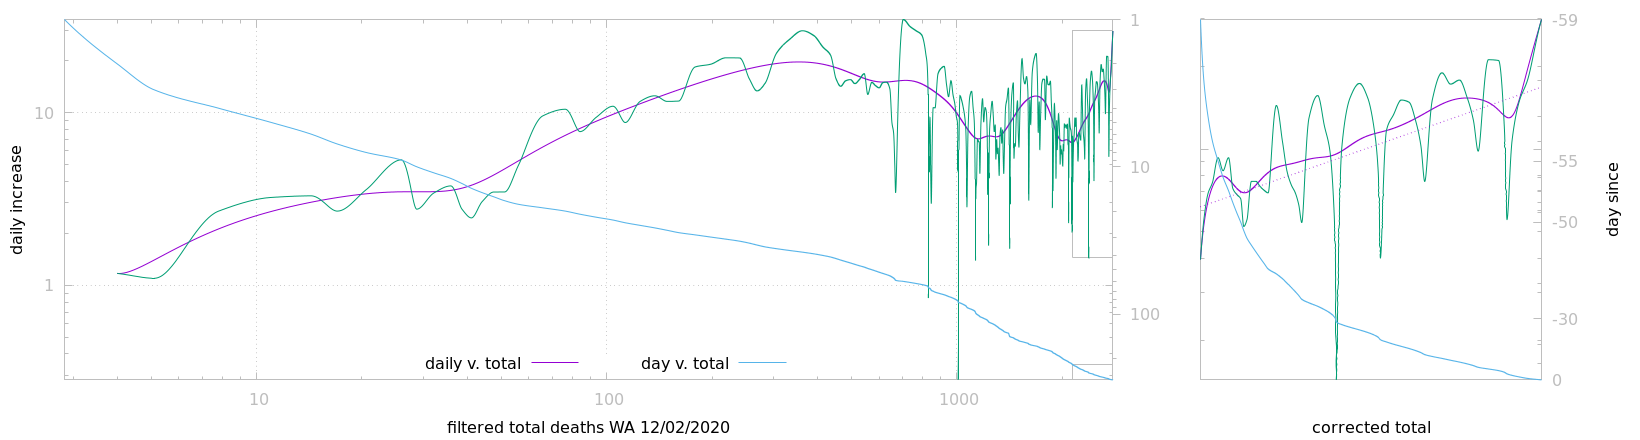 daily increase
10
1
1
10
100
daily v. total
day v. total
10
100
1000
filtered total deaths WA 12/02/2020
-59
-55
-50
-30
0
day since
corrected total